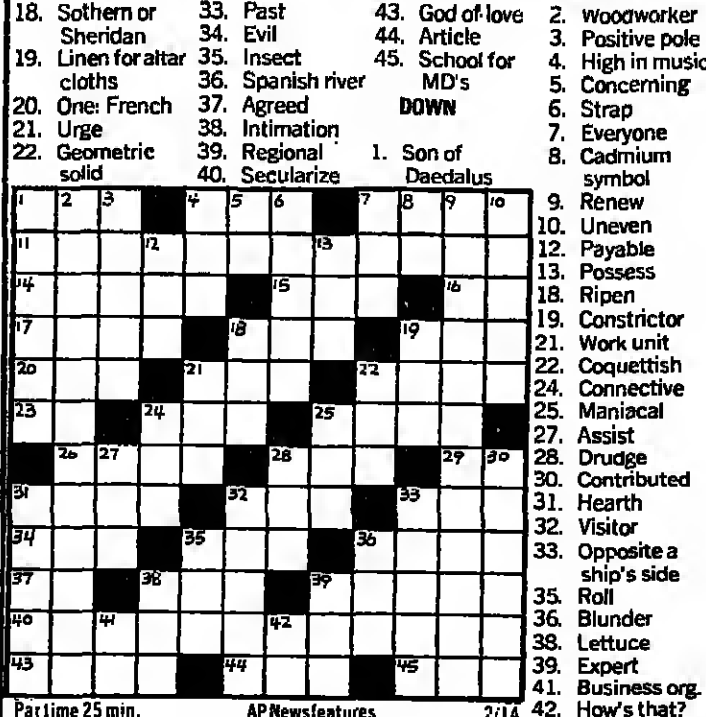 18. Sothern or
Sheridan
19. Linen for altar
cloths
20. One: French
21. Urge
22. Geometric
solid
33. Past
34. Evil
35. Insect
36. Spanish river
37. Agreed
38. Intimation
39. Regional
40. Secularize
43. God of love
44. Article
45. School for
MD's
DOWN
1. Son of
Daedalus
2. Woodworker
3. Positive pole
4. High in music
5. Concerning
6. Strap
7. Everyone
8. Cadmium
symbol
9. Renew
10. Uneven
12. Payable
13. Possess
18. Ripen
19. Constrictor
21. Work unit
22. Coquettish
24. Connective
25. Maniacal
27. Assist
28. Drudge
30. Contributed
31. Hearth
32. Visitor
33. Opposite a
ship's side
35. Roll
36. Blunder
38. Lettuce
39. Expert
41. Business org.
42. How's that?
1 2 3 4 5 6 7 8 9 10
11 12 13
14 15 16
17 18 19
20 21 22
23 24 25
26 27 28 29 30
31 32 33
34 35 36
37 38 39
40 41 42
43 44 45
Par time 25 min. AP Newsfeatures 2/14